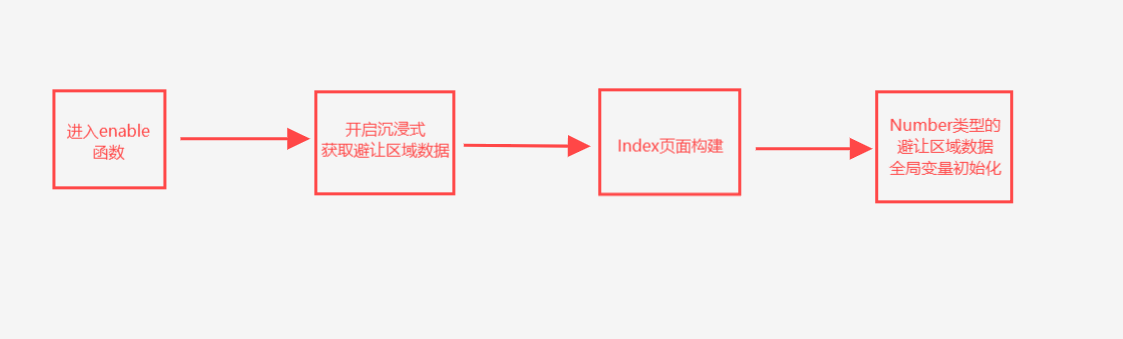 进入enable
函数
开启沉浸式
获取避让区域数据
Index页面构建
Number类型的
避让区域数据
全局变量初始化